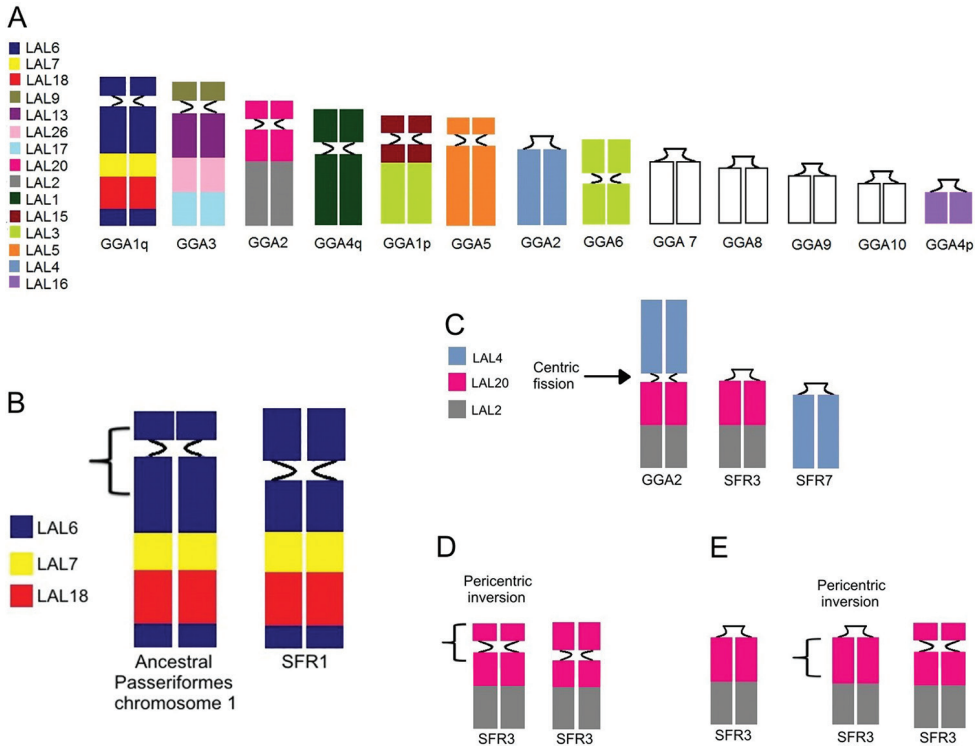 A
LAL6
LAL7
LAL18
LAL9
LAL13
LAL26
LAL17
LAL20
LAL2
LAL1
LAL15
LAL3
LAL5
LAL4
LAL16
GGA1q
GGA3
GGA2
GGA4q
GGA1p
GGA5
GGA2
GGA6
GGA 7
GGA8
GGA9
GGA10
GGA4p
B
LAL6
LAL7
LAL18
Ancestral
Passeriformes
chromosome 1
SFR1
C
LAL4
LAL20
LAL2
Centric
fission
GGA2
SFR3
SFR7
D
Pericentric
inversion
SFR3
SFR3
E
Pericentric
inversion
SFR3
SFR3
SFR3